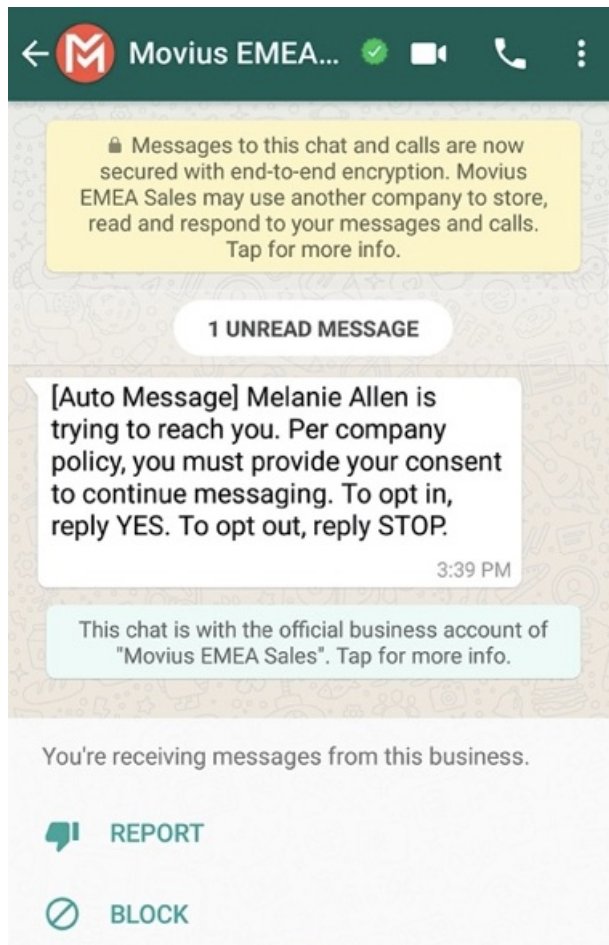 Movius EMEA...
Messages to this chat and calls are now
secured with end-to-end encryption. Movius
EMEA Sales may use another company to store,
read and respond to your messages and calls.
Tap for more info.
1 UNREAD MESSAGE
[Auto Message] Melanie Allen is
trying to reach you. Per company
policy, you must provide your consent
to continue messaging. To opt in,
reply YES. To opt out, reply STOP.
3:39 PM
This chat is with the official business account of
"Movius EMEA Sales". Tap for more info.
You're receiving messages from this business.
REPORT
BLOCK